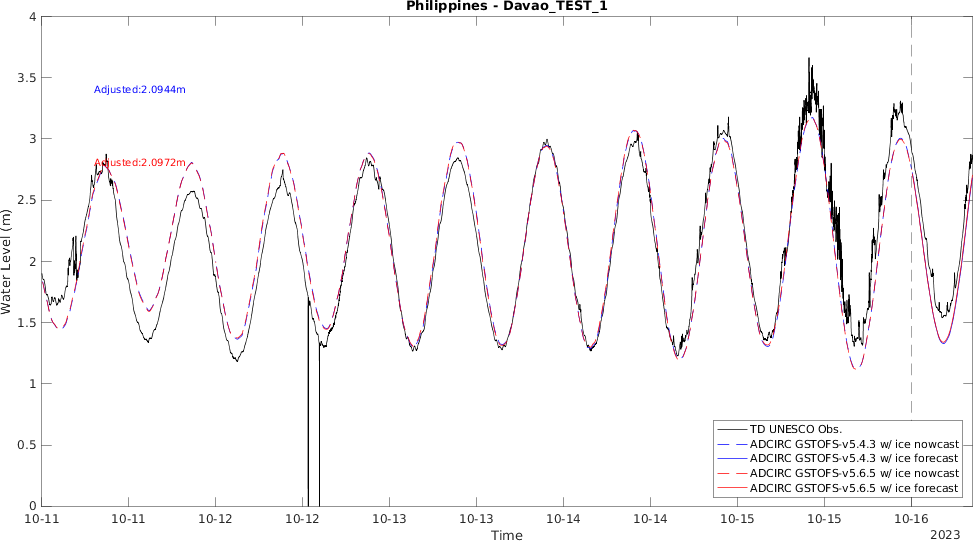 Philippines - Davao_TEST_1
Water Level (m)
4
3.5
3
2.5
2
1.5
1
0.5
0
Adjusted:2.0944m
Adjusted:2.0972m
TD UNESCO Obs.
ADCIRC GSTOFS-v5.4.3 w/ ice nowcast
ADCIRC GSTOFS-v5.4.3 w/ ice forecast
ADCIRC GSTOFS-v5.6.5 w/ ice nowcast
ADCIRC GSTOFS-v5.6.5 w/ ice forecast
10-11 10-11 10-12 10-12 10-13 10-13 10-14 10-14 10-15 10-15 10-16
Time
2023